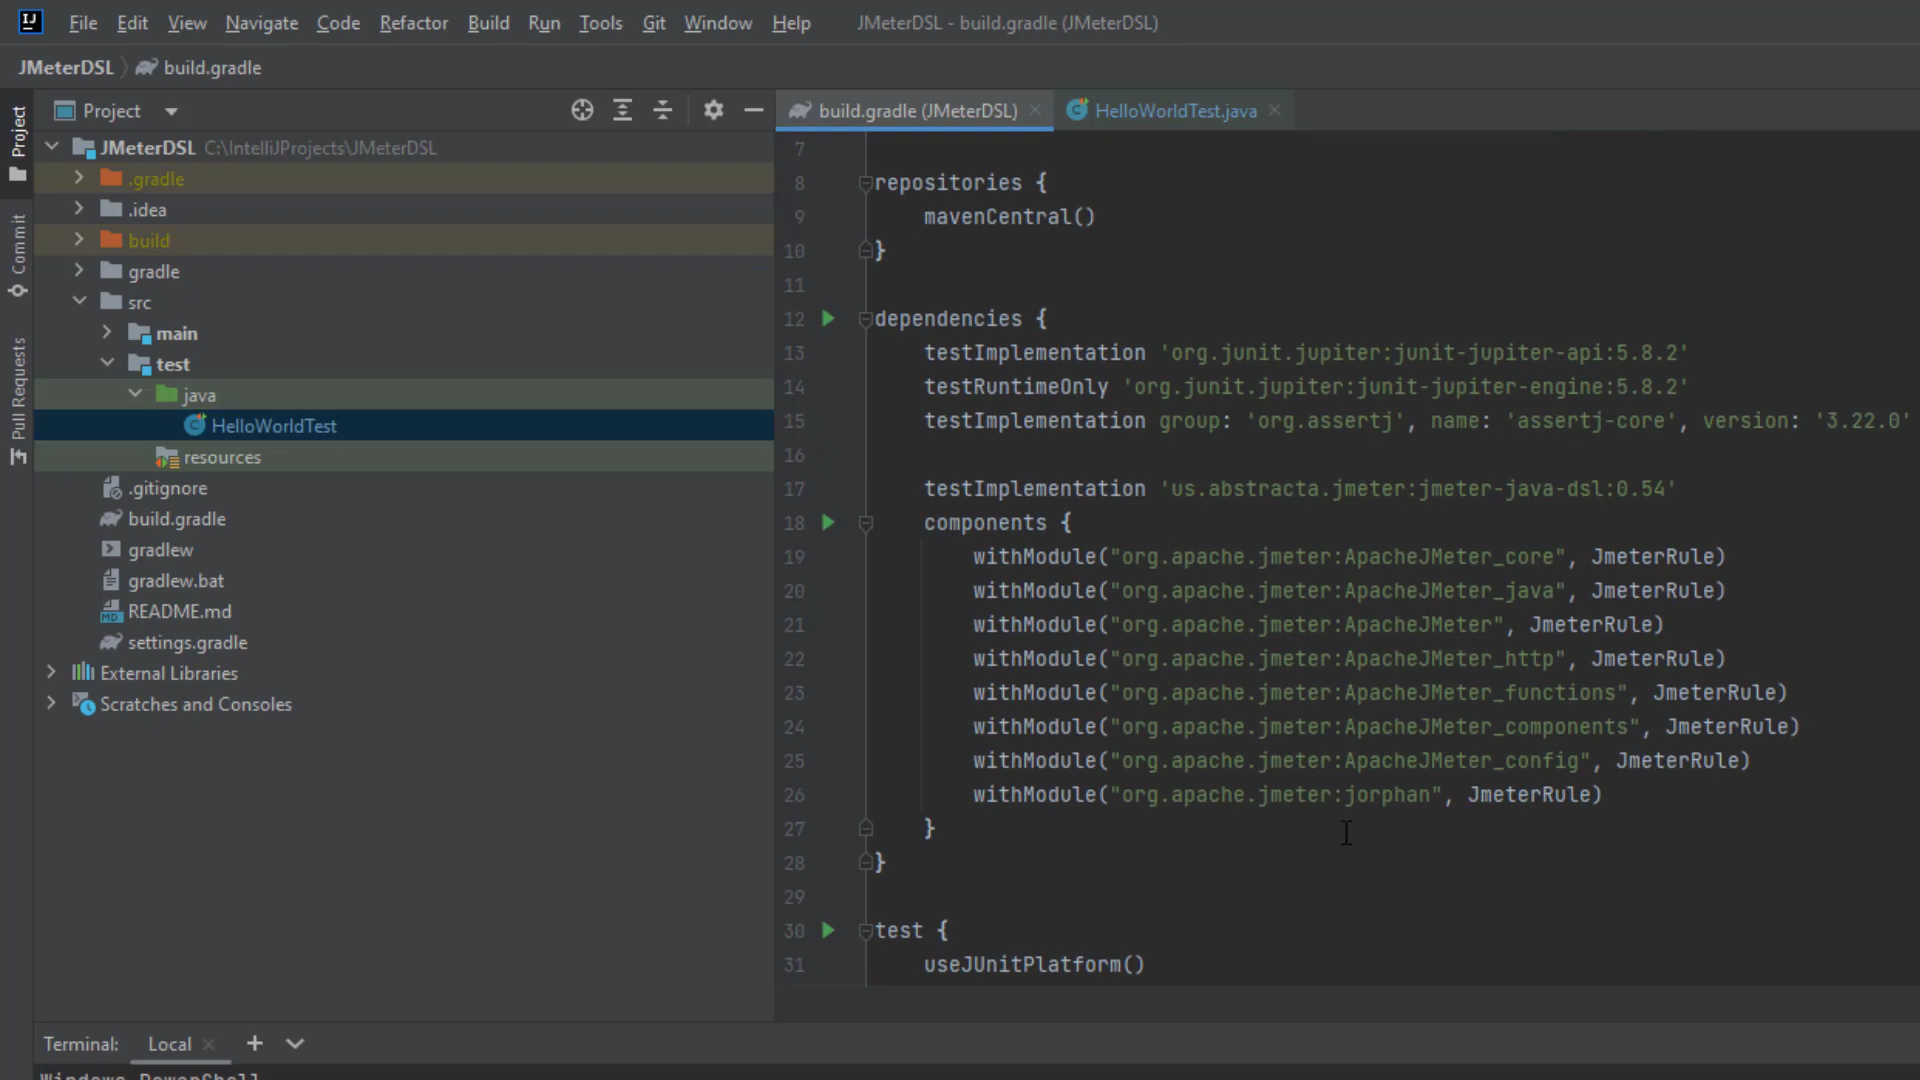 IJ File Edit View Navigate Code Refactor Build Run Tools Git Window Help JMeterDSL - build.gradle (JMeterDSL)
JMeterDSL build.gradle
Project
Commit
Pull Requests
Project
JMeterDSL C:\IntelliJProjects\JMeterDSL
.gradle
.idea
build
gradle
src
main
test
java
HelloWorldTest
resources
.gitignore
build.gradle
gradlew
gradlew.bat
MD README.md
settings.gradle
External Libraries
Scratches and Consoles
build.gradle (JMeterDSL) HelloWorldTest.java
7
8 repositories {
9 mavenCentral()
10 }
11
12 dependencies {
13 testImplementation 'org.junit.jupiter:junit-jupiter-api:5.8.2'
14 testRuntimeOnly 'org.junit.jupiter:junit-jupiter-engine:5.8.2'
15 testImplementation group: 'org.assertj', name: 'assertj-core', version: '3.22.0'
16
17 testImplementation 'us.abstracta.jmeter:jmeter-java-dsl:0.54'
18 components {
19 withModule("org.apache.jmeter:ApacheJMeter_core", JmeterRule)
20 withModule("org.apache.jmeter:ApacheJMeter_java", JmeterRule)
21 withModule("org.apache.jmeter:ApacheJMeter", JmeterRule)
22 withModule("org.apache.jmeter:ApacheJMeter_http", JmeterRule)
23 withModule("org.apache.jmeter:ApacheJMeter_functions", JmeterRule)
24 withModule("org.apache.jmeter:ApacheJMeter_components", JmeterRule)
25 withModule("org.apache.jmeter:ApacheJMeter_config", JmeterRule)
26 withModule("org.apache.jmeter:jorphan", JmeterRule)
27 }
28 }
29
30 test {
31 useJUnitPlatform()
Terminal: Local
Windows PowerShell